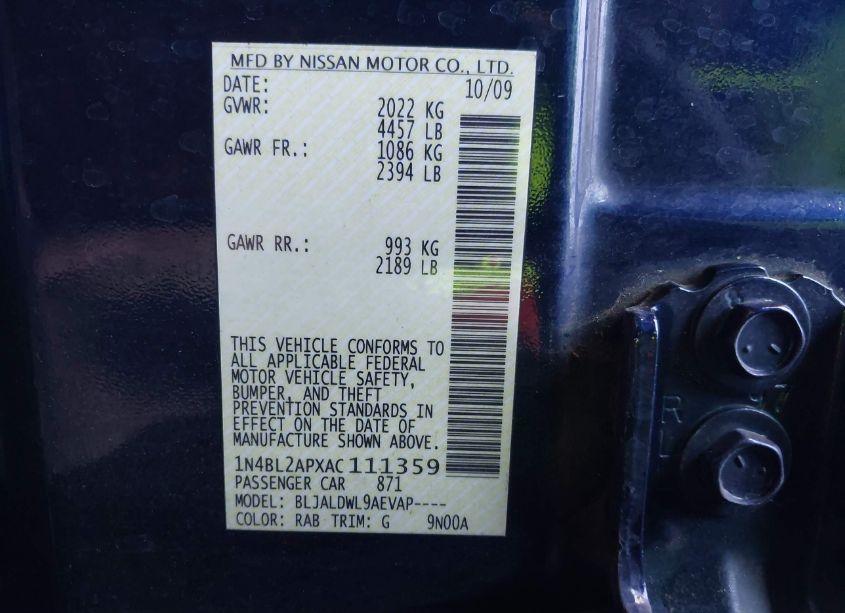 MFD BY NISSAN MOTOR CO., LTD.
DATE: 10/09
GVWR: 2022 KG
4457 LB
GAWR FR.: 1086 KG
2394 LB
GAWR RR.: 993 KG
2189 LB
THIS VEHICLE CONFORMS TO
ALL APPLICABLE FEDERAL
MOTOR VEHICLE SAFETY,
BUMPER, AND THEFT
PREVENTION STANDARDS IN
EFFECT ON THE DATE OF
MANUFACTURE SHOWN ABOVE.
1N4BL2APXAC111359
PASSENGER CAR 871
MODEL: BLJALDWL9AEVAP----
COLOR: RAB TRIM: G 9N00A
R
L